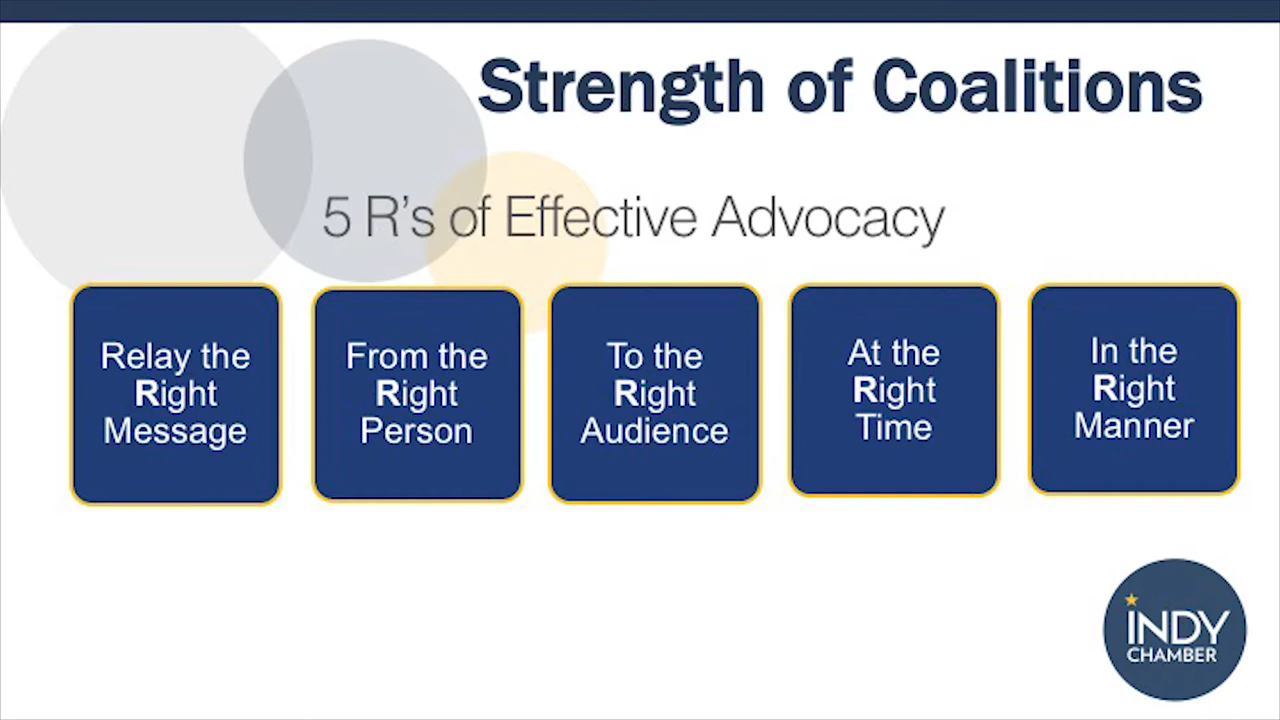 Strength of Coalitions
5 R's of Effective Advocacy
Relay the
Right
Message
From the
Right
Person
To the
Right
Audience
At the
Right
Time
In the
Right
Manner
INDY
CHAMBER